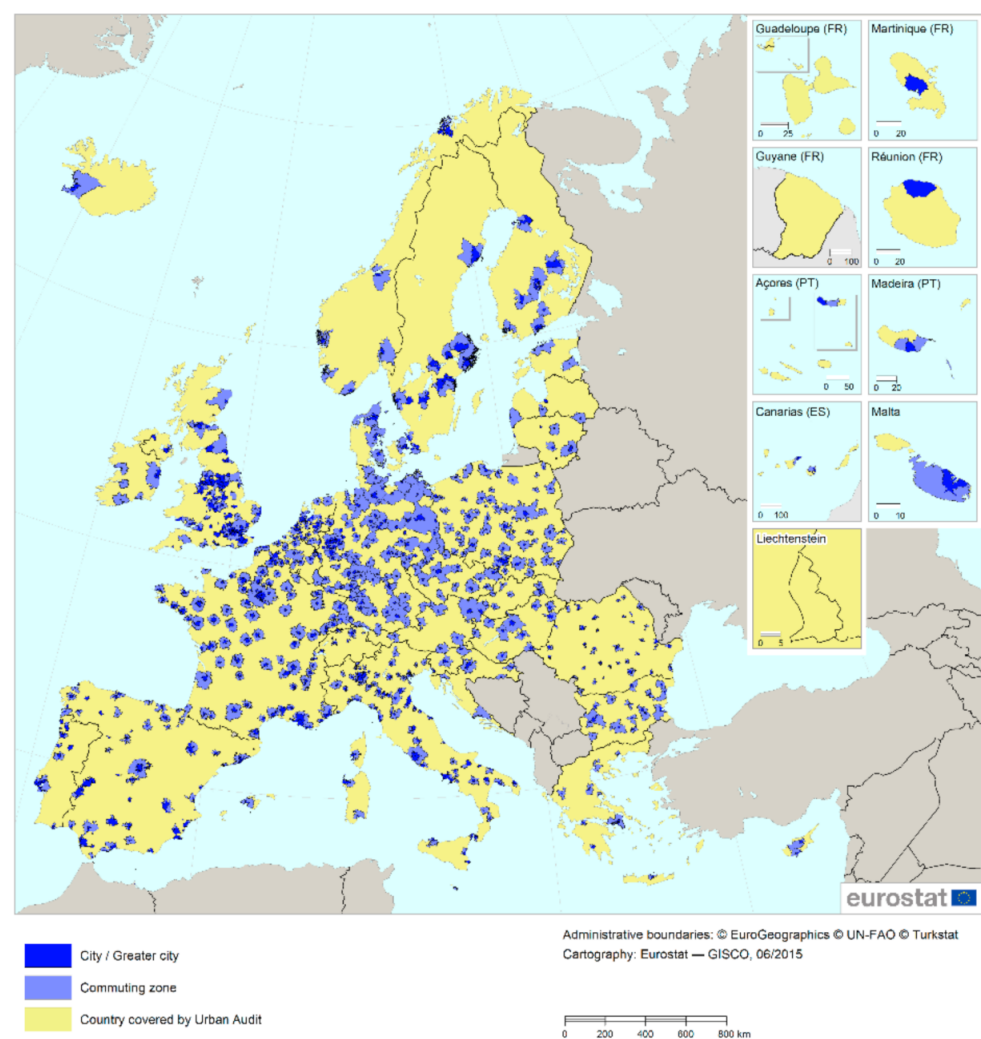 Guadeloupe (FR)
0 25
Martinique (FR)
0 20
Guyane (FR)
0 100
Réunion (FR)
0 20
Açores (PT)
0 50
Madeira (PT)
0 20
Canarias (ES)
0 100
Malta
0 10
Liechtenstein
0 5
eurostat
City / Greater city
Commuting zone
Country covered by Urban Audit
Administrative boundaries: © EuroGeographics © UN-FAO © Turkstat
Cartography: Eurostat — GISCO, 06/2015
0 200 400 600 800 km